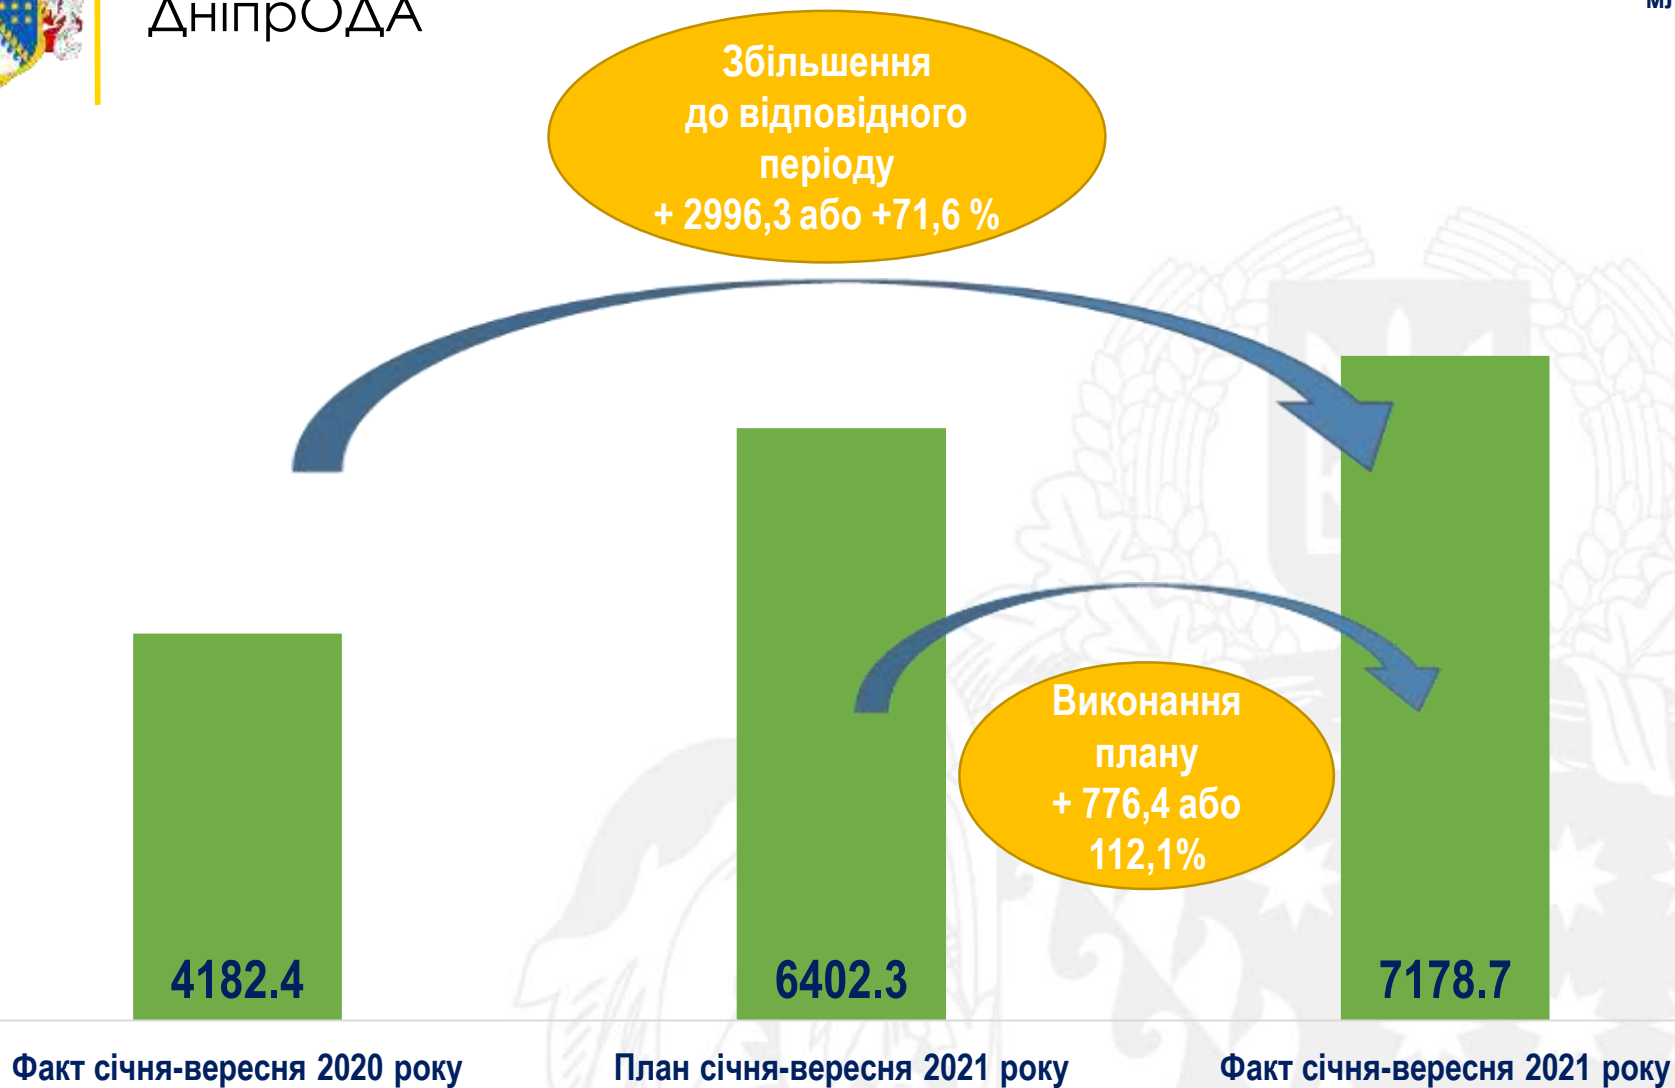 ДніпрОДА
Збільшення
до відповідного
періоду
+ 2996,3 або +71,6 %
Виконання
плану
+ 776,4 або
112,1%
4182.4
6402.3
7178.7
Факт січня-вересня 2020 року
План січня-вересня 2021 року
Факт січня-вересня 2021 року